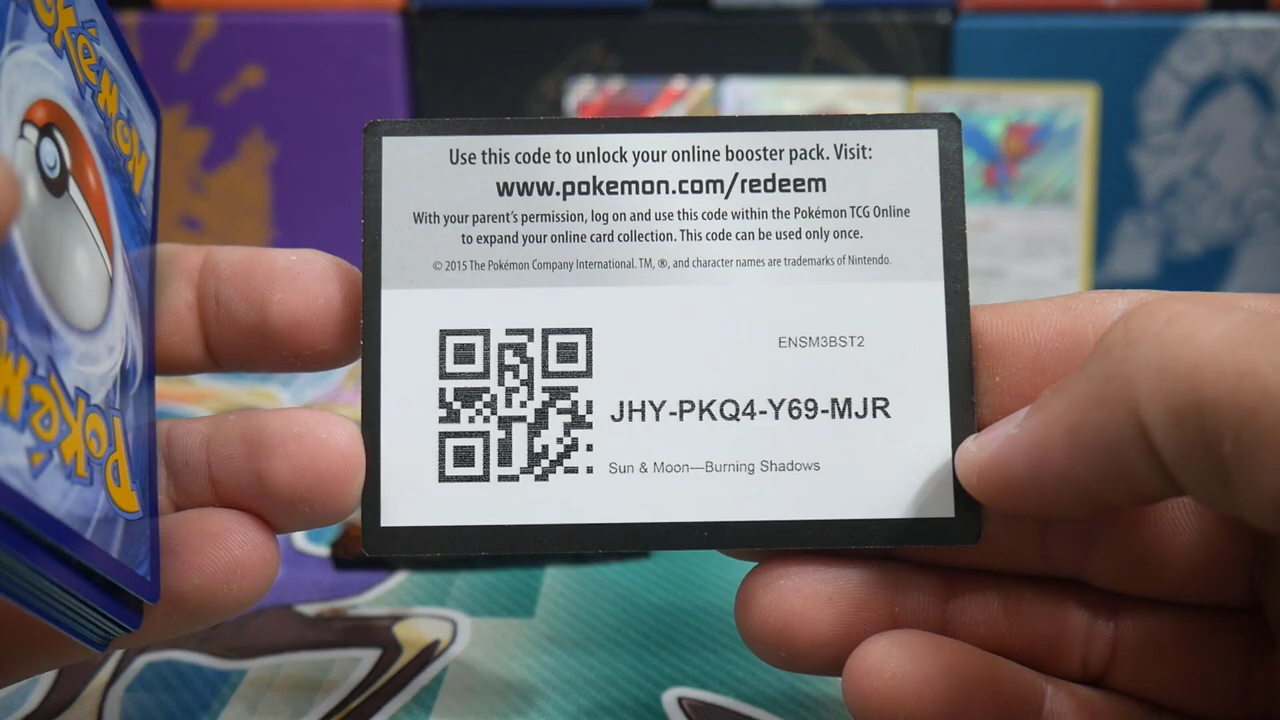 Use this code to unlock your online booster pack. Visit:
www.pokemon.com/redeem
With your parent's permission, log on and use this code within the Pokémon TCG Online
to expand your online card collection. This code can be used only once.
© 2015 The Pokémon Company International. TM, ®, and character names are trademarks of Nintendo.
ENSM3BST2
JHY-PKQ4-Y69-MJR
Sun & Moon—Burning Shadows
Pokémon
Pokémon